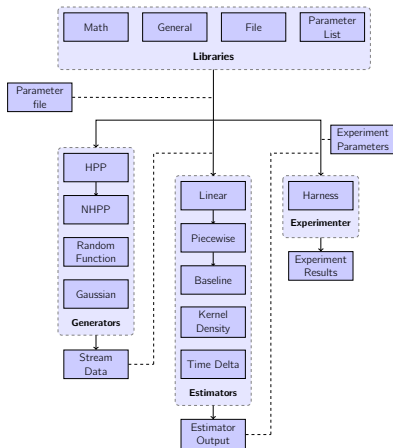 Math
General
File
Parameter
List
Libraries
Parameter
file
Experiment
Parameters
HPP
NHPP
Random
Function
Gaussian
Generators
Stream
Data
Linear
Piecewise
Baseline
Kernel
Density
Time Delta
Estimators
Estimator
Output
Harness
Experimenter
Experiment
Results